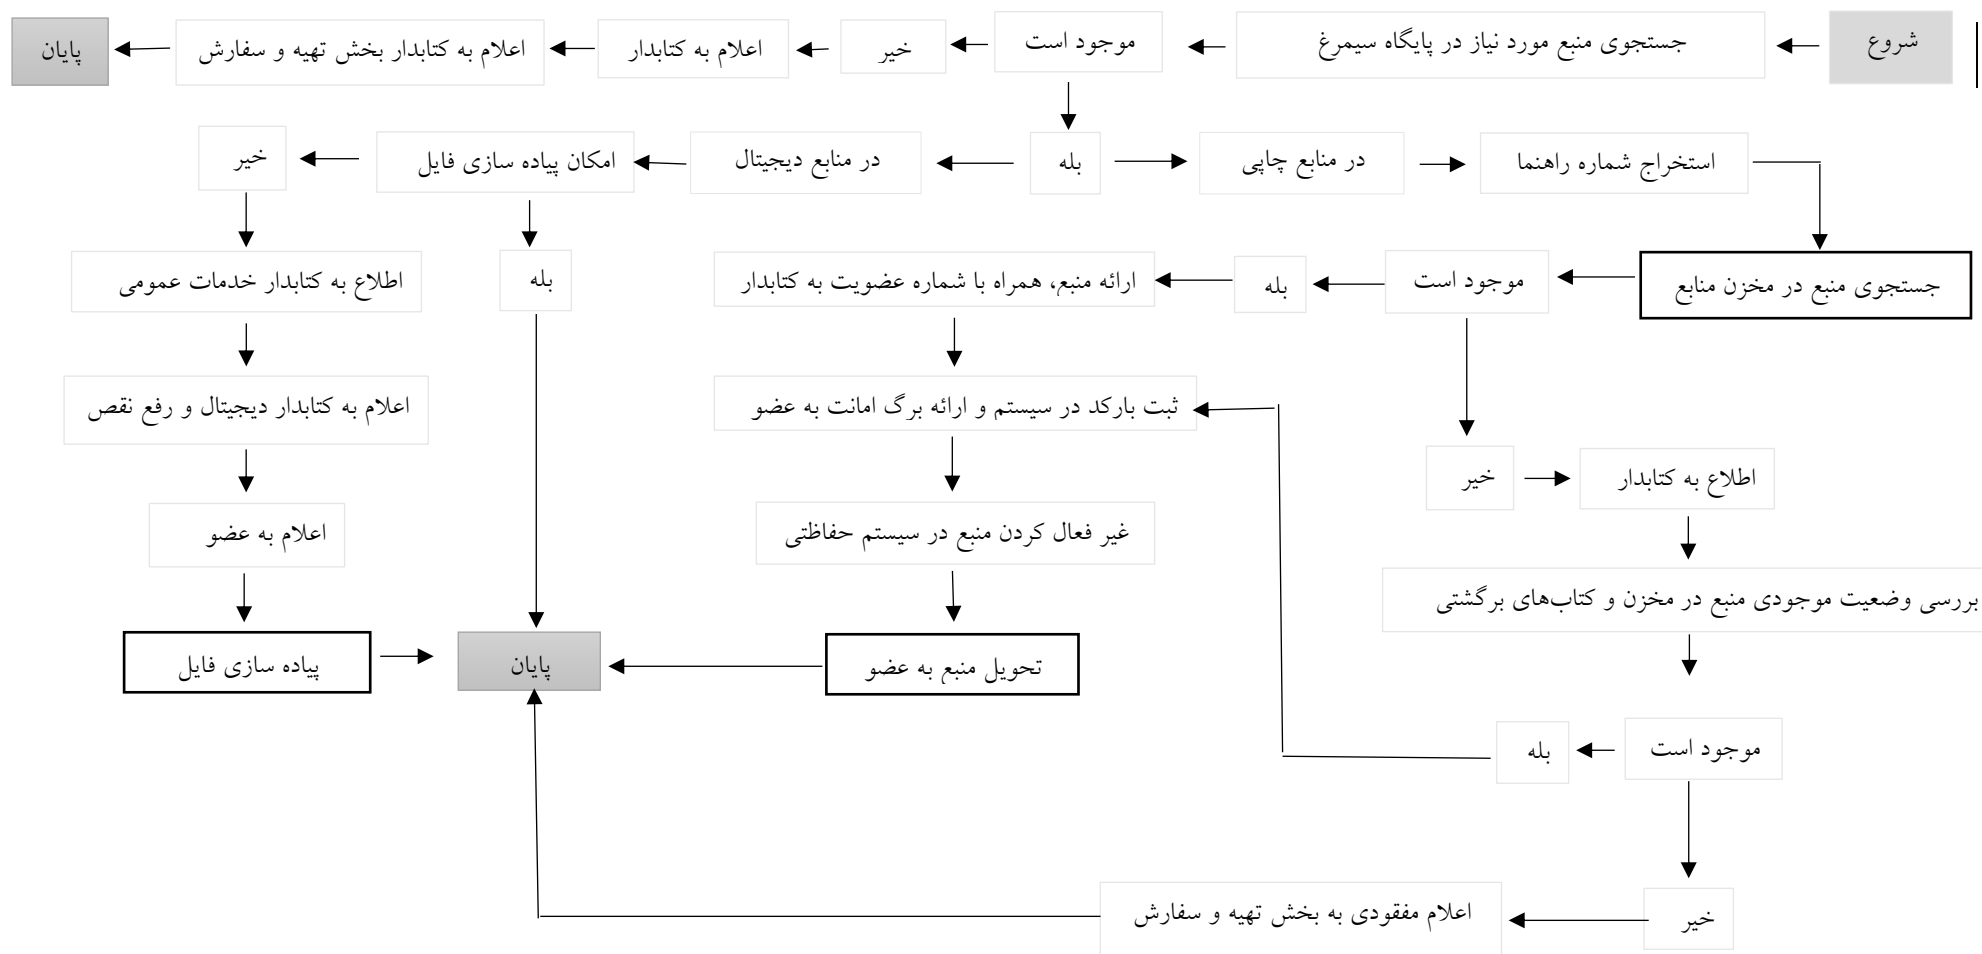 شروع
جستجوی منبع مورد نیاز در پایگاه سیمرغ
موجود است
خیر
اعلام به کتابدار
اعلام به کتابدار بخش تهیه و سفارش
پایان
استخراج شماره راهنما
در منابع چاپی
بله
در منابع دیجیتال
امکان پیاده سازی فایل
خیر
جستجوی منبع در مخزن منابع
موجود است
بله
ارائه منبع، همراه با شماره عضویت به کتابدار
بله
اطلاع به کتابدار خدمات عمومی
ثبت بارکد در سیستم و ارائه برگ امانت به عضو
اعلام به کتابدار دیجیتال و رفع نقص
اطلاع به کتابدار
خیر
غیر فعال کردن منبع در سیستم حفاظتی
اعلام به عضو
بررسی وضعیت موجودی منبع در مخزن و کتاب‌های برگشتی
تحویل منبع به عضو
پایان
پیاده سازی فایل
موجود است
بله
خیر
اعلام مفقودی به بخش تهیه و سفارش